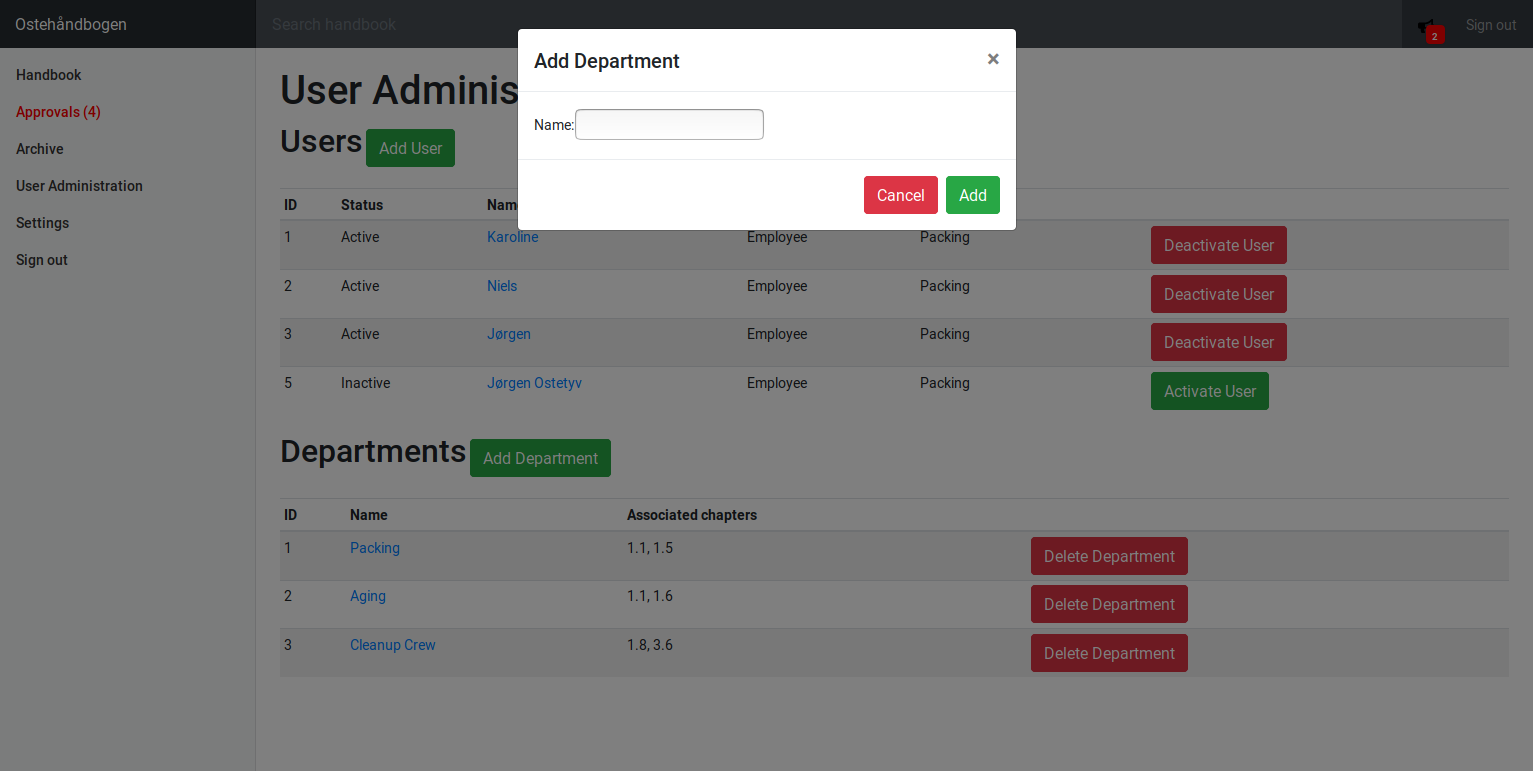 Ostehåndbogen Search handbook 2 Sign out
Handbook
Approvals (4)
Archive
User Administration
Settings
Sign out
Add Department ×
Name:
Cancel Add
User Adminis
Users Add User
ID Status Name
1 Active Karoline Employee Packing Deactivate User
2 Active Niels Employee Packing Deactivate User
3 Active Jørgen Employee Packing Deactivate User
5 Inactive Jørgen Ostetyv Employee Packing Activate User
Departments Add Department
ID Name Associated chapters
1 Packing 1.1, 1.5 Delete Department
2 Aging 1.1, 1.6 Delete Department
3 Cleanup Crew 1.8, 3.6 Delete Department